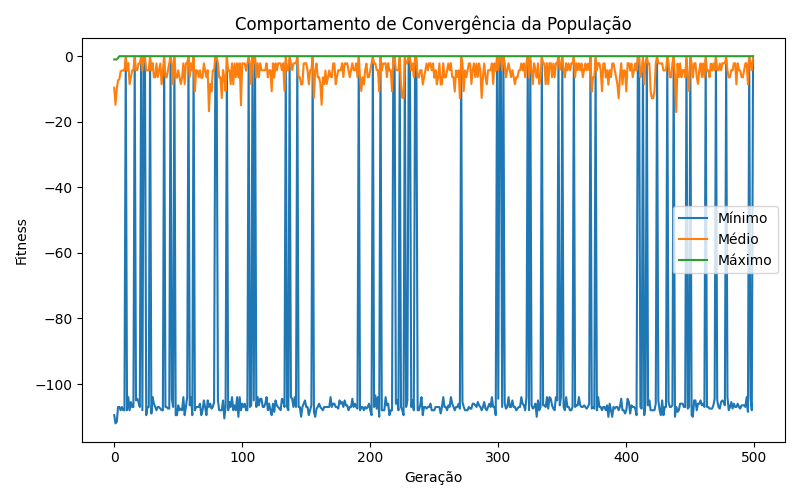 Comportamento de Convergência da População
Fitness
0
−20
−40
−60
−80
−100
Mínimo
Médio
Máximo
0
100
200
300
400
500
Geração